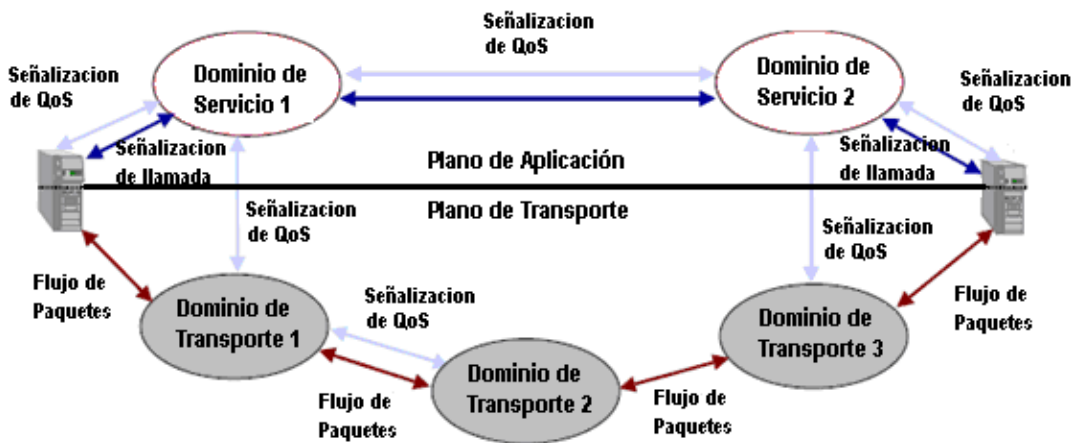 Señalizacion
de QoS
Señalizacion
de QoS
Dominio de
Servicio 1
Dominio de
Servicio 2
Señalizacion
de QoS
Señalizacion
de llamada
Plano de Aplicación
Señalizacion
de llamada
Plano de Transporte
Señalizacion
de QoS
Señalizacion
de QoS
Flujo de
Paquetes
Dominio de
Transporte 1
Señalizacion
de QoS
Dominio de
Transporte 3
Flujo de
Paquetes
Dominio de
Transporte 2
Flujo de
Paquetes
Flujo de
Paquetes